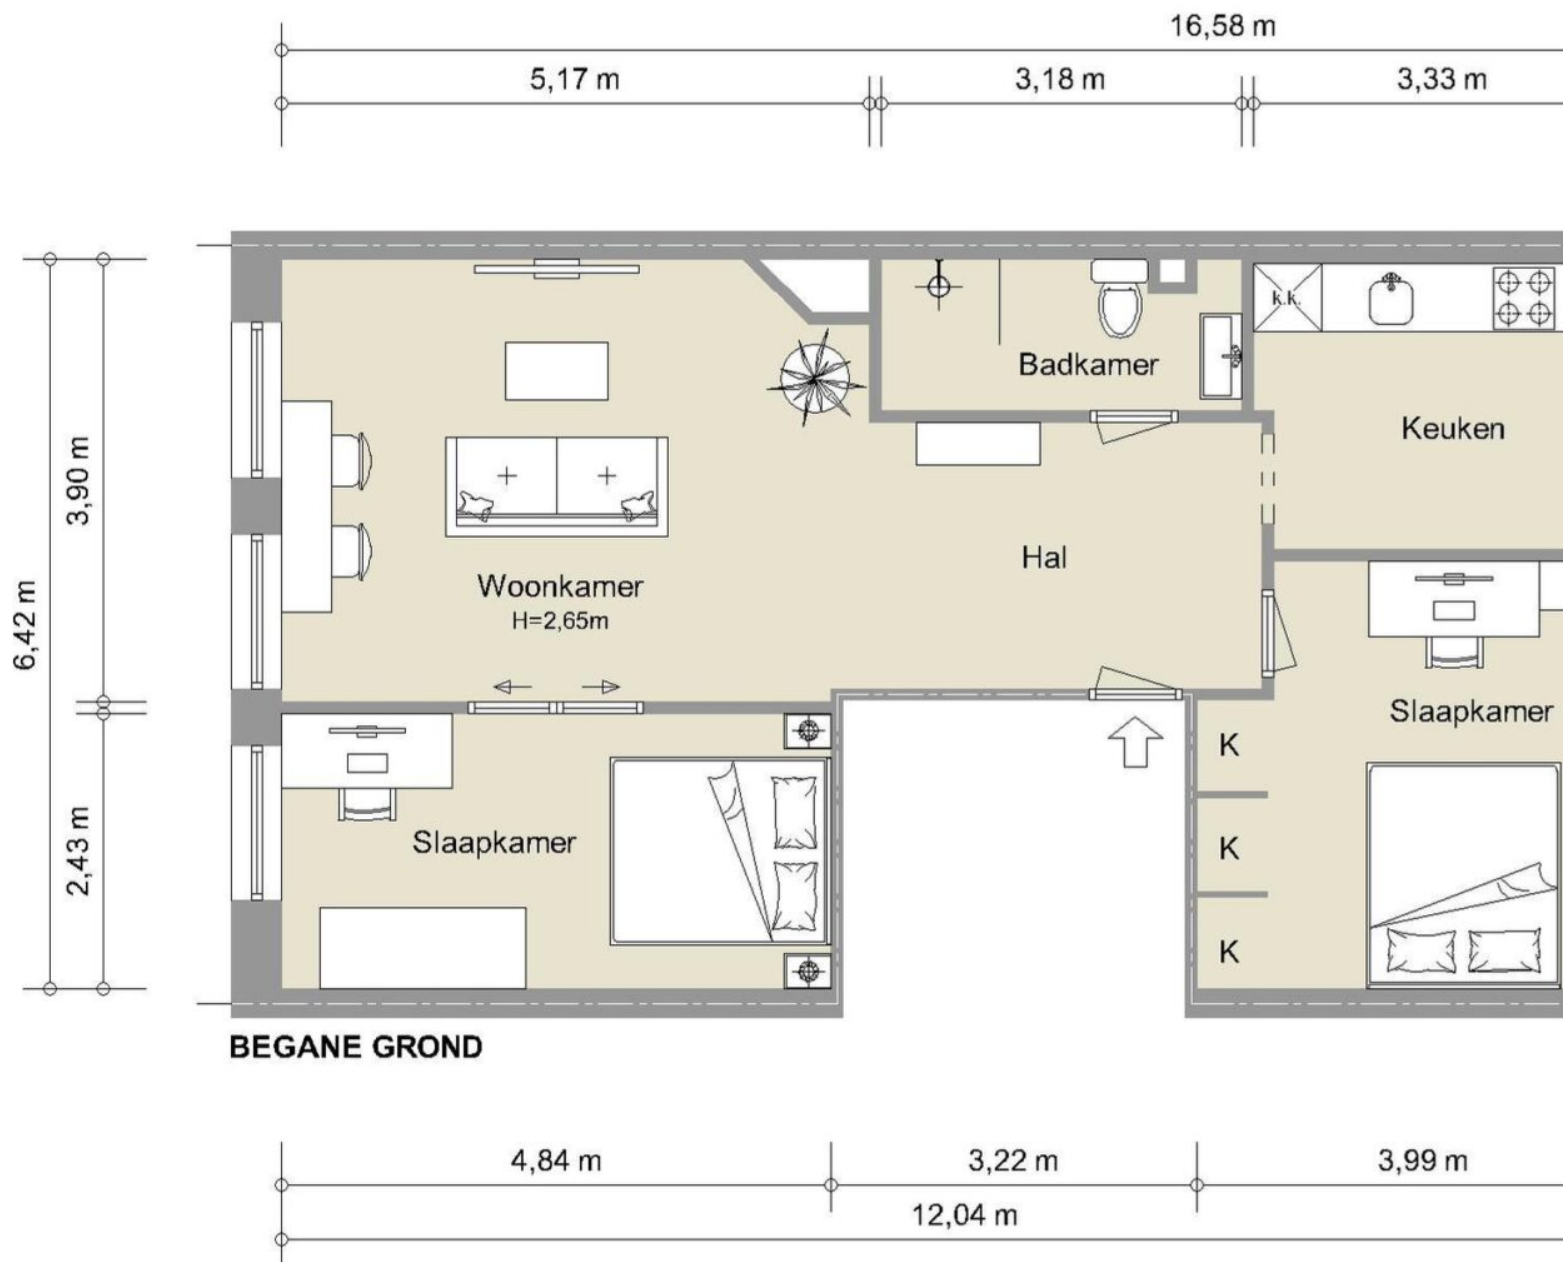 16,58 m
5,17 m
3,18 m
3,33 m
k.k.
Badkamer
Keuken
3,90 m
6,42 m
2,43 m
Woonkamer
H=2,65m
Hal
Slaapkamer
K
K
K
Slaapkamer
BEGANE GROND
4,84 m
3,22 m
3,99 m
12,04 m